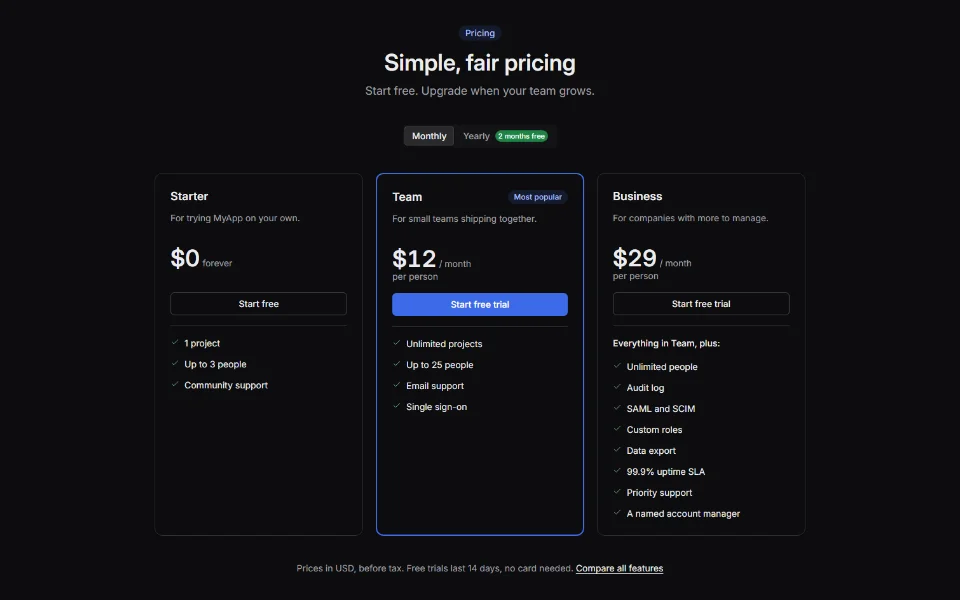 Pricing
Simple, fair pricing
Start free. Upgrade when your team grows.
Monthly
Yearly 2 months free
Starter
For trying MyApp on your own.
$0 forever
Start free
1 project
Up to 3 people
Community support
Team
Most popular
For small teams shipping together.
$12 / month
per person
Start free trial
Unlimited projects
Up to 25 people
Email support
Single sign-on
Business
For companies with more to manage.
$29 / month
per person
Start free trial
Everything in Team, plus:
Unlimited people
Audit log
SAML and SCIM
Custom roles
Data export
99.9% uptime SLA
Priority support
A named account manager
Prices in USD, before tax. Free trials last 14 days, no card needed. Compare all features